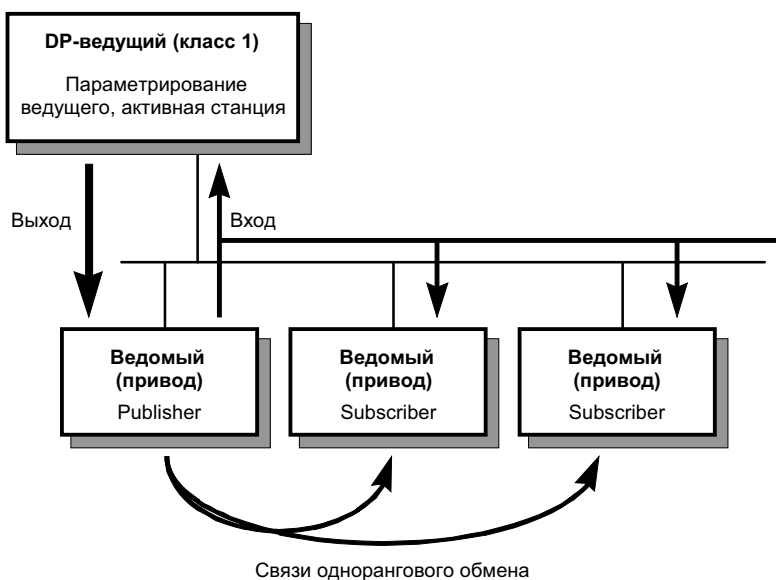 DP-ведущий (класс 1)
Параметрирование
ведущего, активная станция
Выход
Вход
Ведомый
(привод)
Publisher
Ведомый
(привод)
Subscriber
Ведомый
(привод)
Subscriber
Связи однорангового обмена